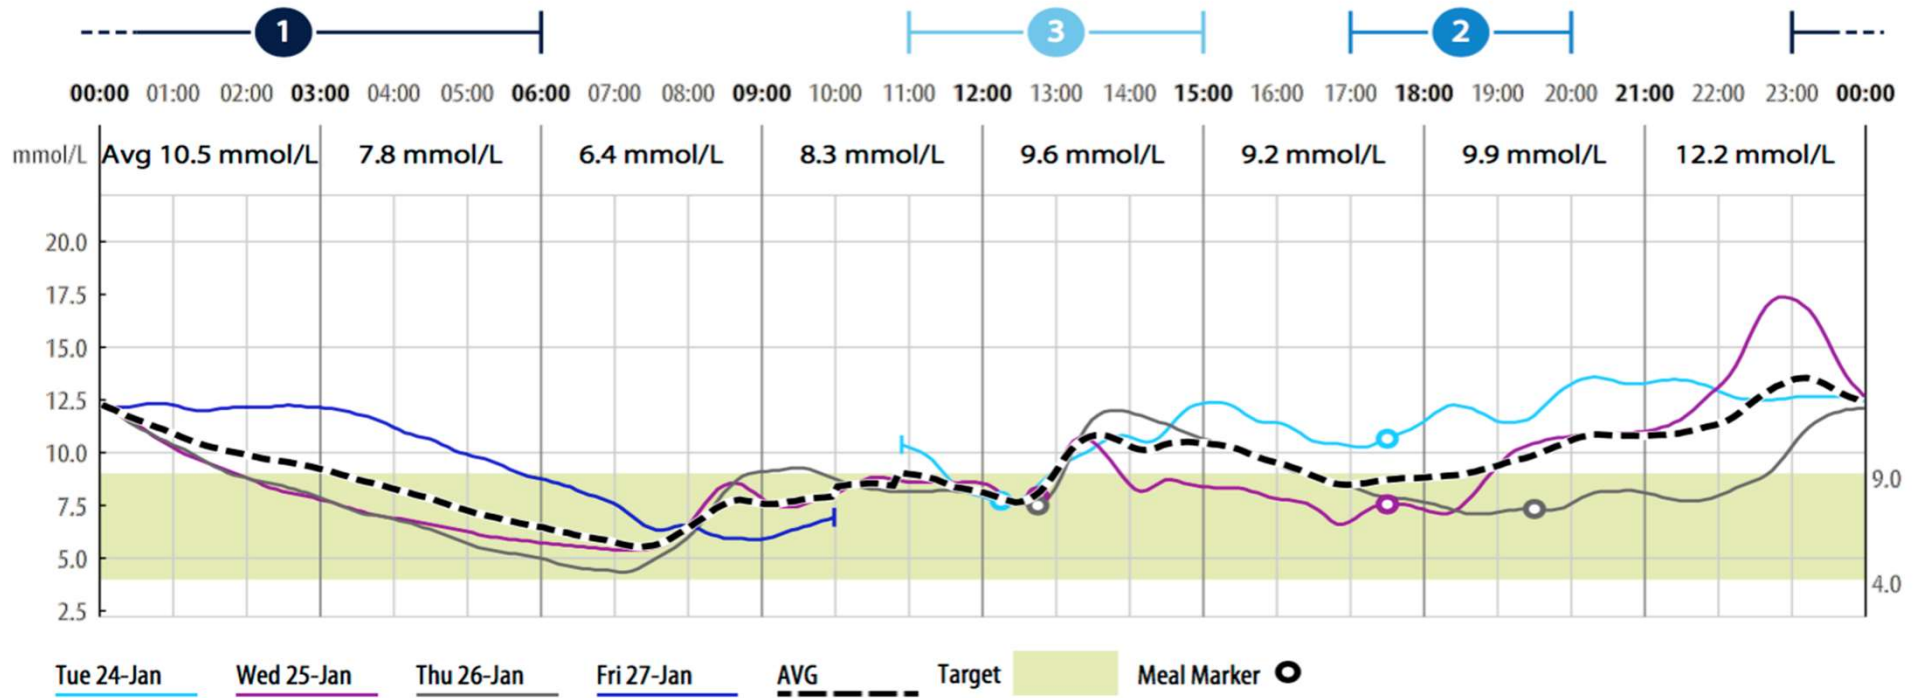 1 3 2
00:00 01:00 02:00 03:00 04:00 05:00 06:00 07:00 08:00 09:00 10:00 11:00 12:00 13:00 14:00 15:00 16:00 17:00 18:00 19:00 20:00 21:00 22:00 23:00 00:00
mmol/L Avg 10.5 mmol/L 7.8 mmol/L 6.4 mmol/L 8.3 mmol/L 9.6 mmol/L 9.2 mmol/L 9.9 mmol/L 12.2 mmol/L
20.0
17.5
15.0
12.5
10.0
9.0
7.5
5.0
4.0
2.5
Tue 24-Jan Wed 25-Jan Thu 26-Jan Fri 27-Jan AVG Target Meal Marker